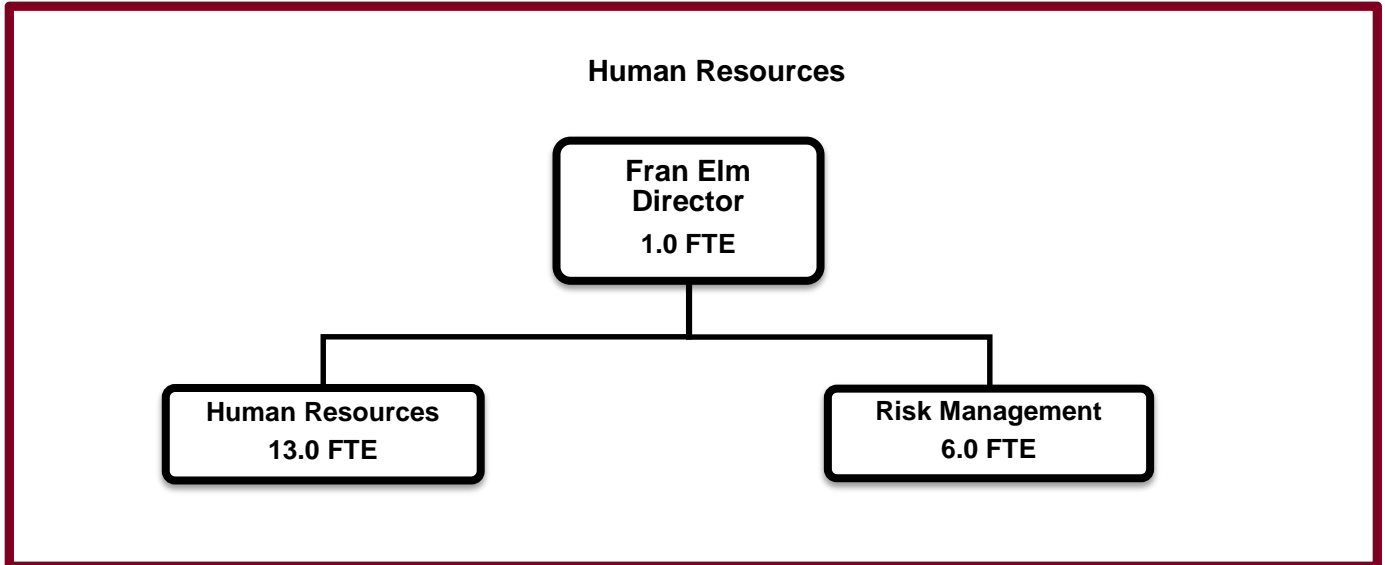 Human Resources
Fran Elm
Director
1.0 FTE
Human Resources
13.0 FTE
Risk Management
6.0 FTE